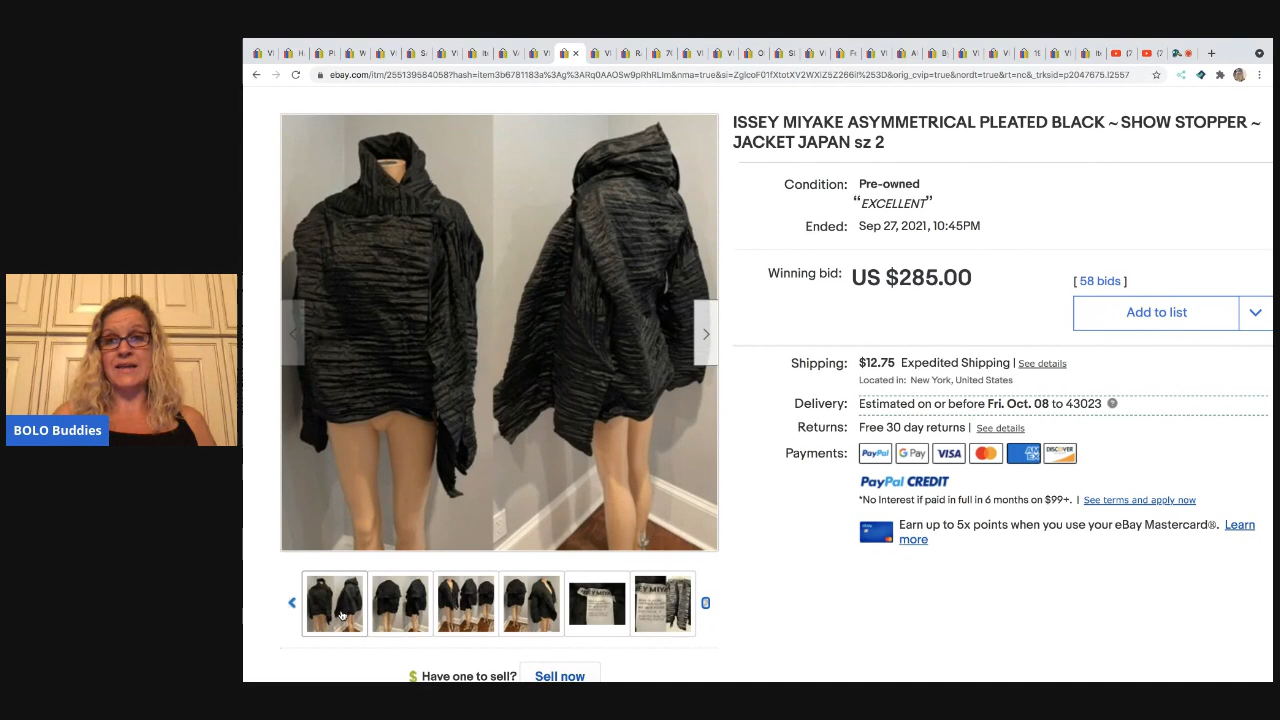 ebay.com/itm/255139584058?hash=item3b6781183a%3Ag%3ARq0AAOSw9pRhRLIm&nma=true&si=ZglcoF01fXtotXV2WXIZ5Z266iI%253D&orig_cvip=true&nordt=true&rt=nc&_trksid=p2047675.l2557
ISSEY MIYAKE ASYMMETRICAL PLEATED BLACK ~ SHOW STOPPER ~
JACKET JAPAN sz 2
Condition: Pre-owned
“EXCELLENT”
Ended: Sep 27, 2021, 10:45PM
Winning bid: US $285.00
[ 58 bids ]
Add to list
Shipping: $12.75 Expedited Shipping | See details
Located in: New York, United States
Delivery: Estimated on or before Fri. Oct. 08 to 43023
Returns: Free 30 day returns | See details
Payments: PayPal G Pay VISA AM EX DISCOVER
PayPal CREDIT
*No Interest if paid in full in 6 months on $99+. | See terms and apply now
Earn up to 5x points when you use your eBay Mastercard®. Learn
more
BOLO Buddies
$ Have one to sell? Sell now